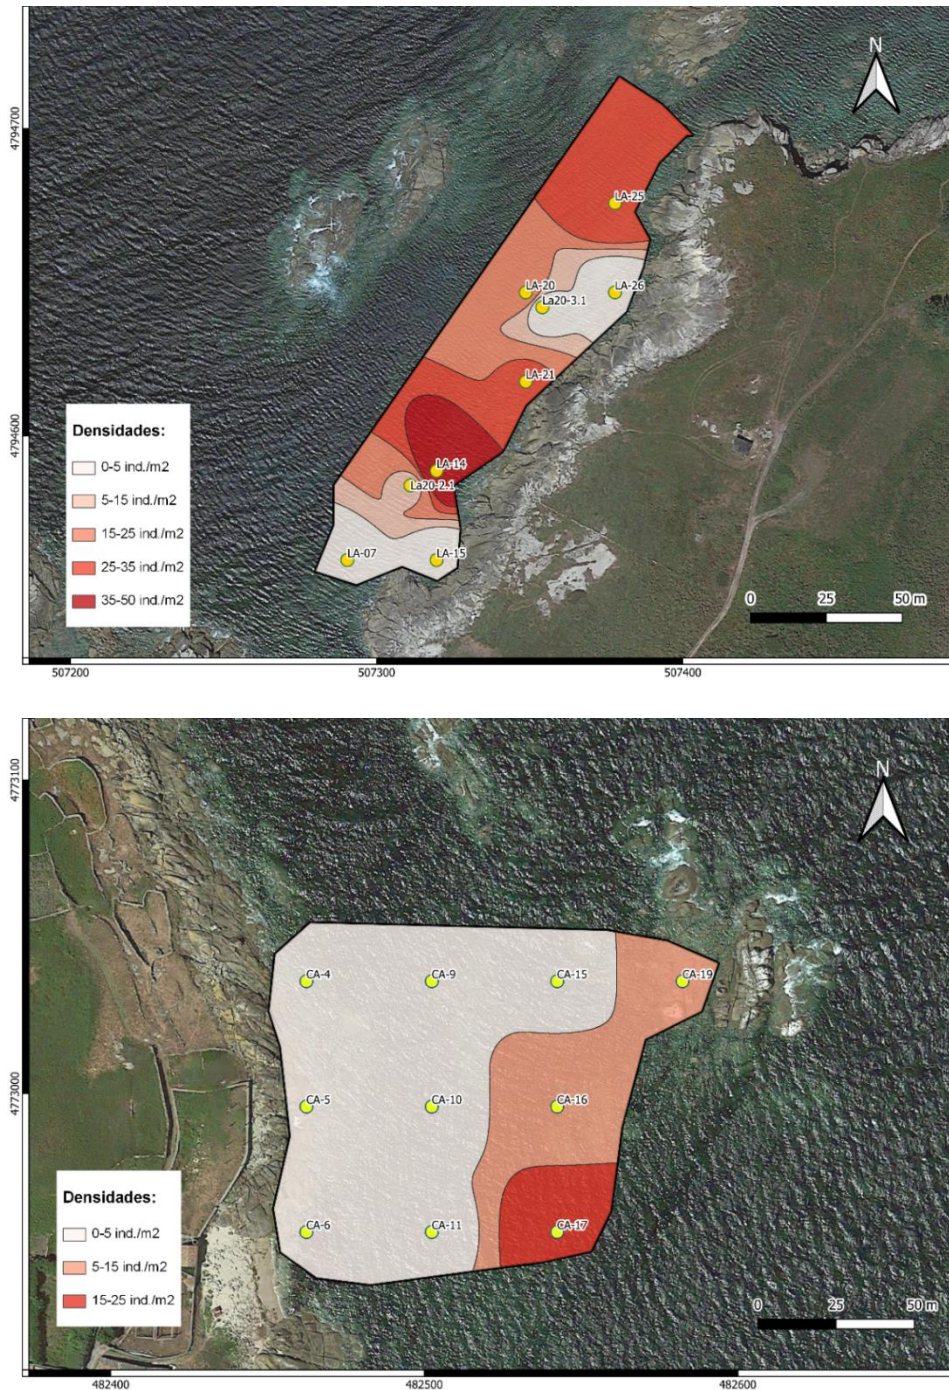 N
4794700
LA-25
LA-20
LA-26
La20-3.1
LA-21
4794600
Densidades:
0-5 ind./m2
5-15 ind./m2
15-25 ind./m2
25-35 ind./m2
35-50 ind./m2
LA-14
La20-2.1
LA-07
LA-15
0 25 50 m
507200 507300 507400
N
4773100
CA-4 CA-9 CA-15 CA-19
4773000
CA-5 CA-10 CA-16
Densidades:
0-5 ind./m2
5-15 ind./m2
15-25 ind./m2
CA-6 CA-11 CA-17
0 25 50 m
482400 482500 482600